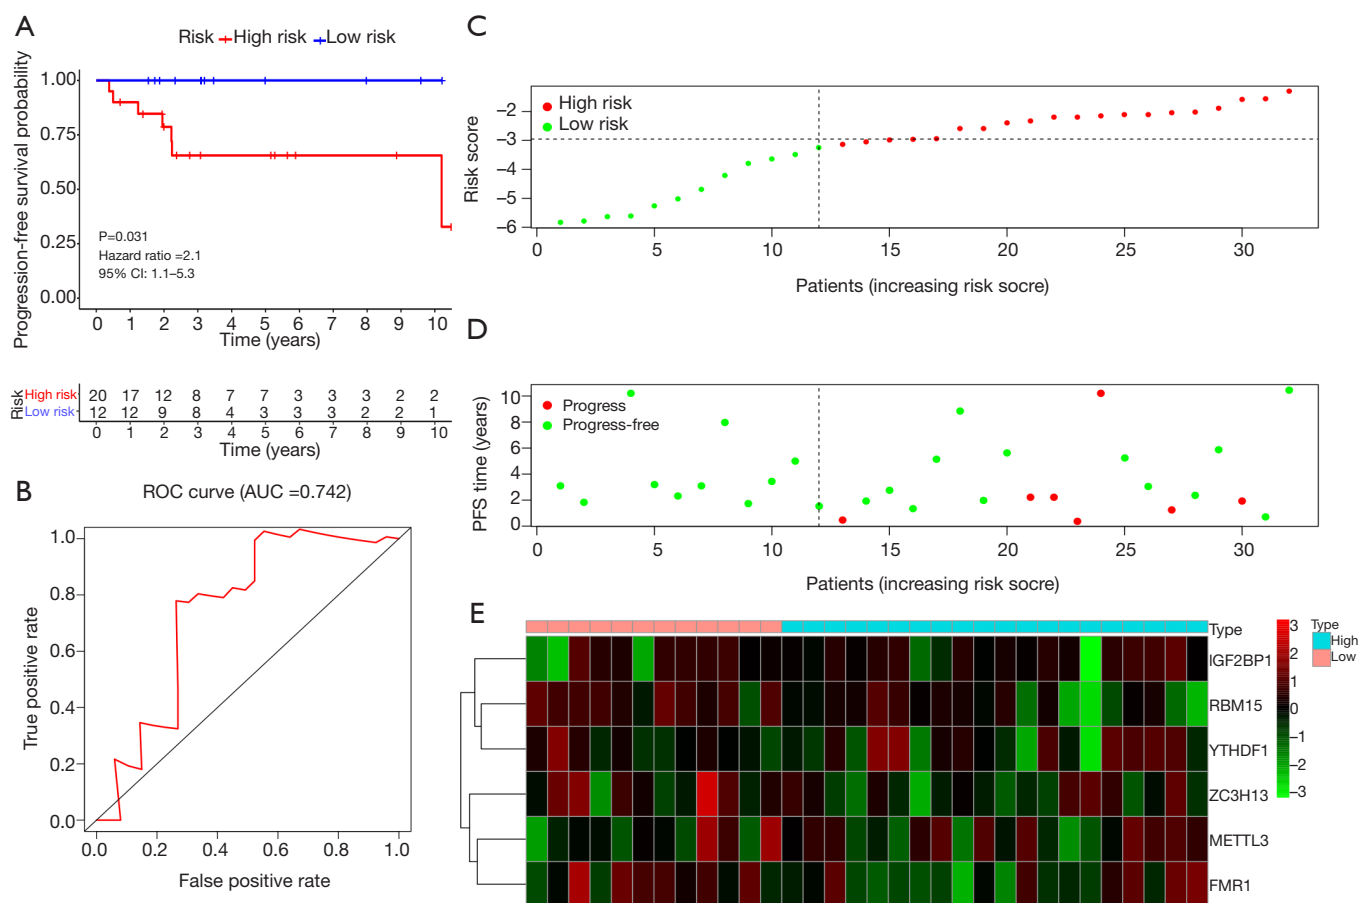 A
Risk High risk Low risk
Progression-free survival probability
1.00
0.75
0.50
0.25
0.00
P=0.031
Hazard ratio =2.1
95% CI: 1.1–5.3
0 1 2 3 4 5 6 7 8 9 10
Time (years)
Risk
High risk 20 17 12 8 7 7 3 3 3 2 2
Low risk 12 12 9 8 4 3 3 3 2 2 1
0 1 2 3 4 5 6 7 8 9 10
Time (years)
B
ROC curve (AUC =0.742)
True positive rate
1.0
0.8
0.6
0.4
0.2
0.0
0.0 0.2 0.4 0.6 0.8 1.0
False positive rate
C
High risk
Low risk
Risk score
−2
−3
−4
−5
−6
0 5 10 15 20 25 30
Patients (increasing risk socre)
D
Progress
Progress-free
PFS time (years)
10
8
6
4
2
0
0 5 10 15 20 25 30
Patients (increasing risk socre)
E
Type
IGF2BP1
RBM15
YTHDF1
ZC3H13
METTL3
FMR1
3
2
1
0
−1
−2
−3
Type
High
Low